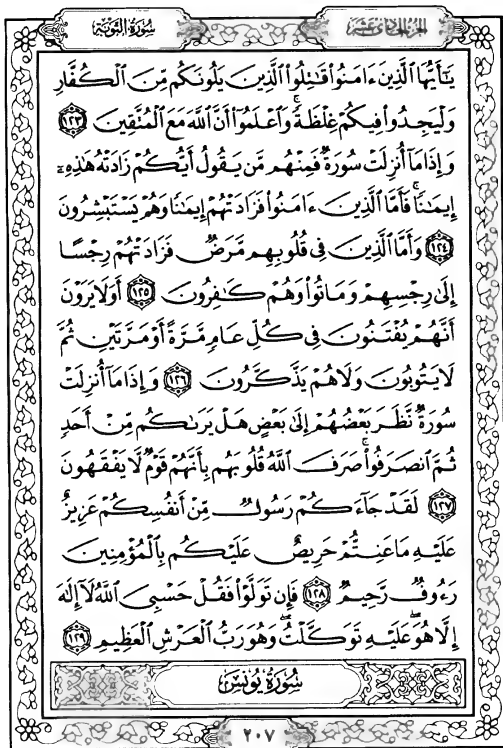 سُورَةُ التَّوْبَةِ
الجُزْءُ الحَادِي عَشَرَ
يَٰٓأَيُّهَا ٱلَّذِينَ ءَامَنُوا۟ قَٰتِلُوا۟ ٱلَّذِينَ يَلُونَكُم مِّنَ ٱلْكُفَّارِ
وَلْيَجِدُوا۟ فِيكُمْ غِلْظَةً ۚ وَٱعْلَمُوٓا۟ أَنَّ ٱللَّهَ مَعَ ٱلْمُتَّقِينَ ١٢٣
وَإِذَا مَآ أُنزِلَتْ سُورَةٌ فَمِنْهُم مَّن يَقُولُ أَيُّكُمْ زَادَتْهُ هَٰذِهِۦٓ
إِيمَٰنًا ۚ فَأَمَّا ٱلَّذِينَ ءَامَنُوا۟ فَزَادَتْهُمْ إِيمَٰنًا وَهُمْ يَسْتَبْشِرُونَ
١٢٤ وَأَمَّا ٱلَّذِينَ فِى قُلُوبِهِم مَّرَضٌ فَزَادَتْهُمْ رِجْسًا
إِلَىٰ رِجْسِهِمْ وَمَاتُوا۟ وَهُمْ كَٰفِرُونَ ١٢٥ أَوَلَا يَرَوْنَ
أَنَّهُمْ يُفْتَنُونَ فِى كُلِّ عَامٍ مَّرَّةً أَوْ مَرَّتَيْنِ ثُمَّ
لَا يَتُوبُونَ وَلَا هُمْ يَذَّكَّرُونَ ١٢٦ وَإِذَا مَآ أُنزِلَتْ
سُورَةٌ نَّظَرَ بَعْضُهُمْ إِلَىٰ بَعْضٍ هَلْ يَرَىٰكُم مِّنْ أَحَدٍ
ثُمَّ ٱنصَرَفُوا۟ ۚ صَرَفَ ٱللَّهُ قُلُوبَهُم بِأَنَّهُمْ قَوْمٌ لَّا يَفْقَهُونَ
١٢٧ لَقَدْ جَآءَكُمْ رَسُولٌ مِّنْ أَنفُسِكُمْ عَزِيزٌ
عَلَيْهِ مَا عَنِتُّمْ حَرِيصٌ عَلَيْكُم بِٱلْمُؤْمِنِينَ
رَءُوفٌ رَّحِيمٌ ١٢٨ فَإِن تَوَلَّوْا۟ فَقُلْ حَسْبِىَ ٱللَّهُ لَآ إِلَٰهَ
إِلَّا هُوَ ۖ عَلَيْهِ تَوَكَّلْتُ ۖ وَهُوَ رَبُّ ٱلْعَرْشِ ٱلْعَظِيمِ ١٢٩
سُورَةُ يُونُسَ
٢٠٧